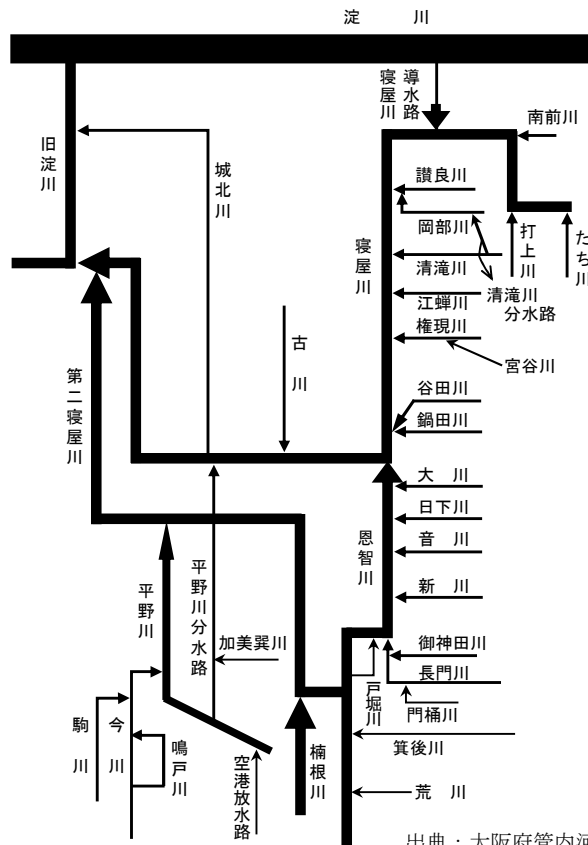 淀川
導水路
寝屋川
南前川
旧淀川
城北川
讃良川
岡部川
寝屋川
打上川
たち川
清滝川
清滝川
分水路
江蝉川
権現川
古川
宮谷川
第二寝屋川
谷田川
鍋田川
大川
日下川
恩智川
音川
平野川
平野川分水路
新川
加美巽川
御神田川
長門川
戸堀川
門桶川
駒川
今川
鳴戸川
空港放水路
楠根川
箕後川
荒川
出典：大阪府管内河